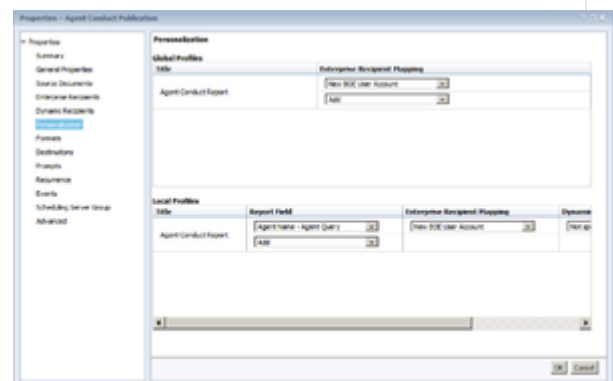 Properties - Agent Conduct Publication
Properties
Summary
General Properties
Source Documents
Enterprise Recipients
Dynamic Recipients
Personalization
Formats
Destinations
Prompts
Recurrence
Events
Scheduling Server Group
Advanced
Personalization
Global Profiles
Title Enterprise Recipient Mapping
Agent Conduct Report
New BOE User Account
Add
Local Profiles
Title Report Field Enterprise Recipient Mapping Dynamic
Agent Conduct Report
Agent Name - Agent Query New BOE User Account Not sp
Add
OK Cancel